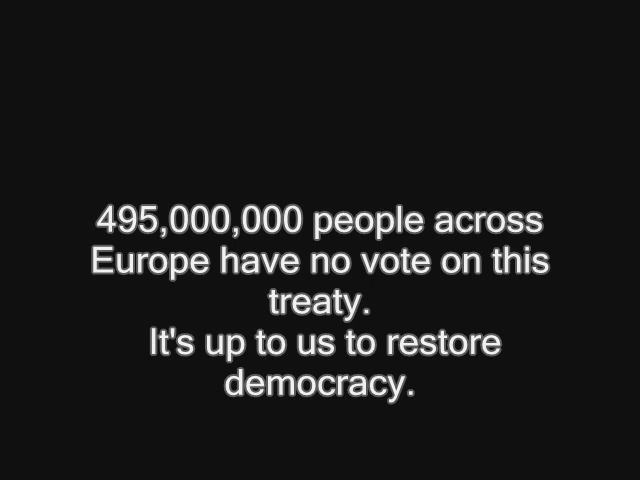 495,000,000 people across
Europe have no vote on this
treaty.
It's up to us to restore
democracy.